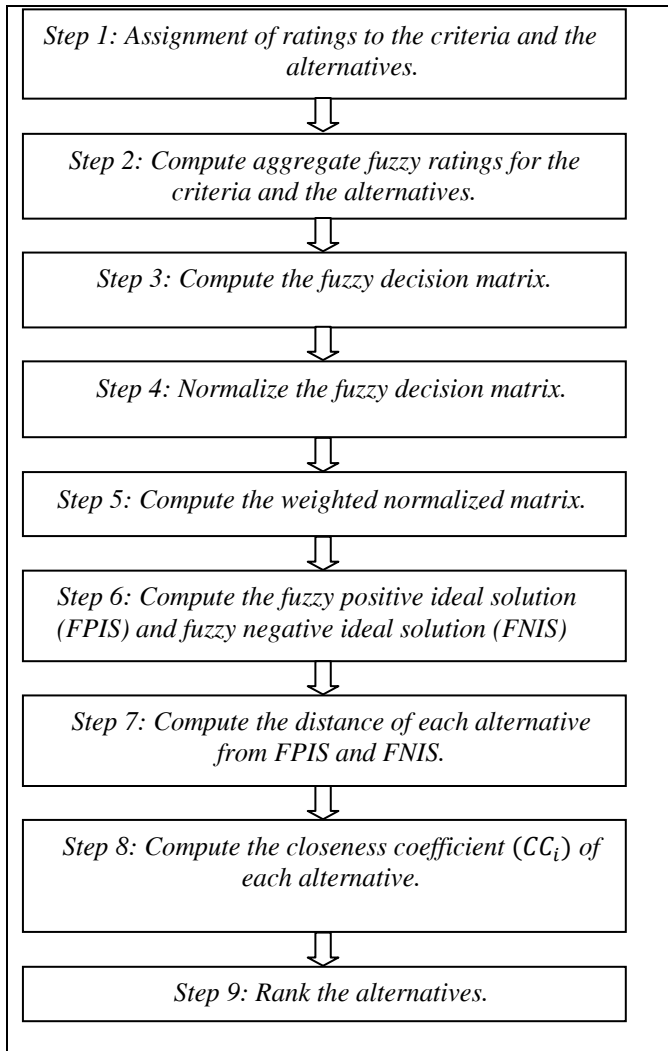 Step 1: Assignment of ratings to the criteria and the
alternatives.
Step 2: Compute aggregate fuzzy ratings for the
criteria and the alternatives.
Step 3: Compute the fuzzy decision matrix.
Step 4: Normalize the fuzzy decision matrix.
Step 5: Compute the weighted normalized matrix.
Step 6: Compute the fuzzy positive ideal solution
(FPIS) and fuzzy negative ideal solution (FNIS)
Step 7: Compute the distance of each alternative
from FPIS and FNIS.
Step 8: Compute the closeness coefficient (CCᵢ) of
each alternative.
Step 9: Rank the alternatives.